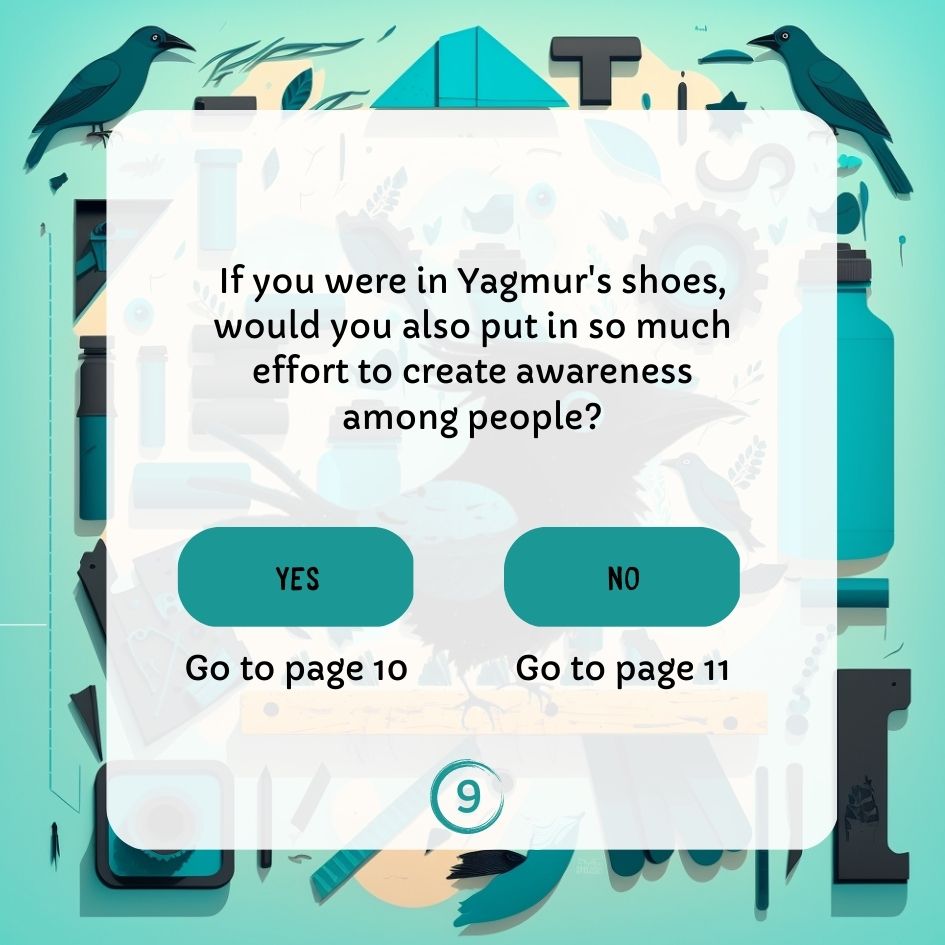 If you were in Yagmur's shoes,
would you also put in so much
effort to create awareness
among people?
YES
NO
Go to page 10
Go to page 11
9